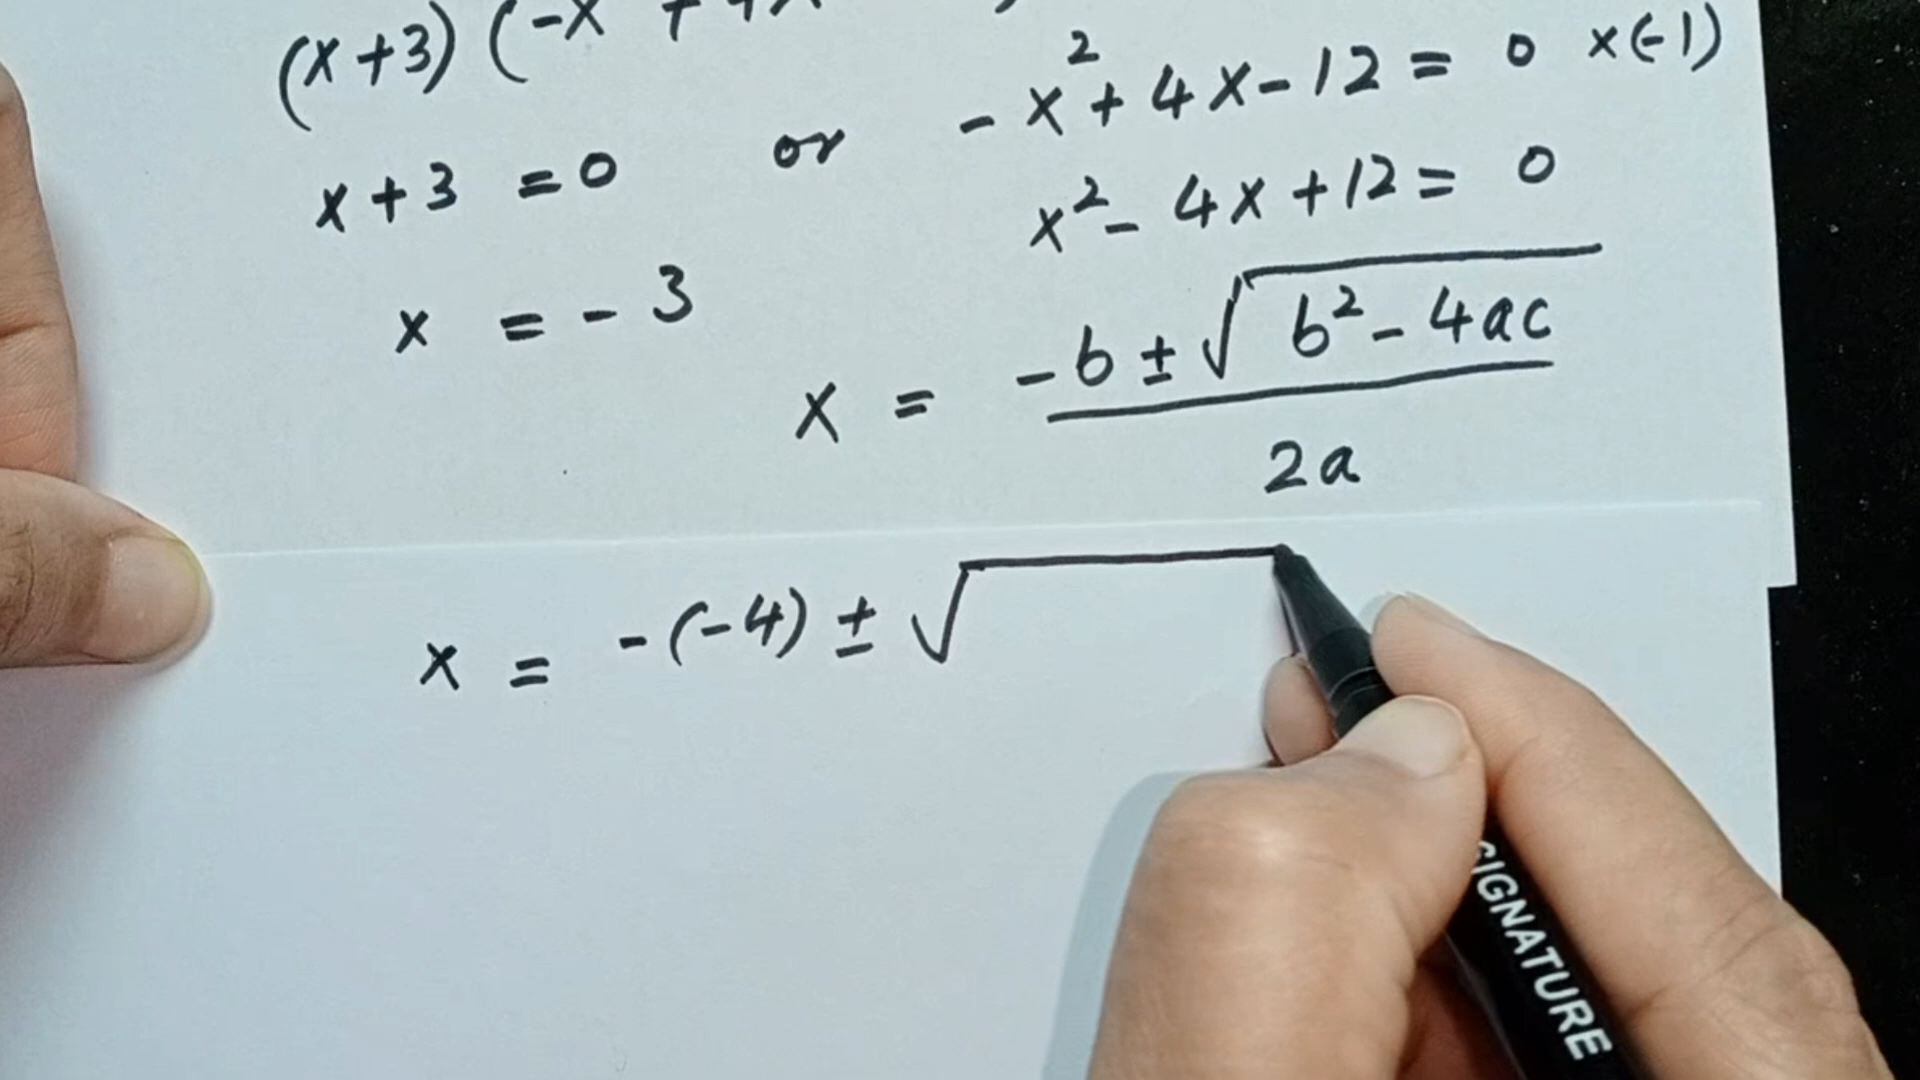 (x+3) (-x + 4x
-x²+4x-12= 0 x(-1)
x+3 =0 or
x²-4x+12= 0
x = -3
x = (-b±√(b²-4ac))/2a
x = -(-4) ± √
SIGNATURE